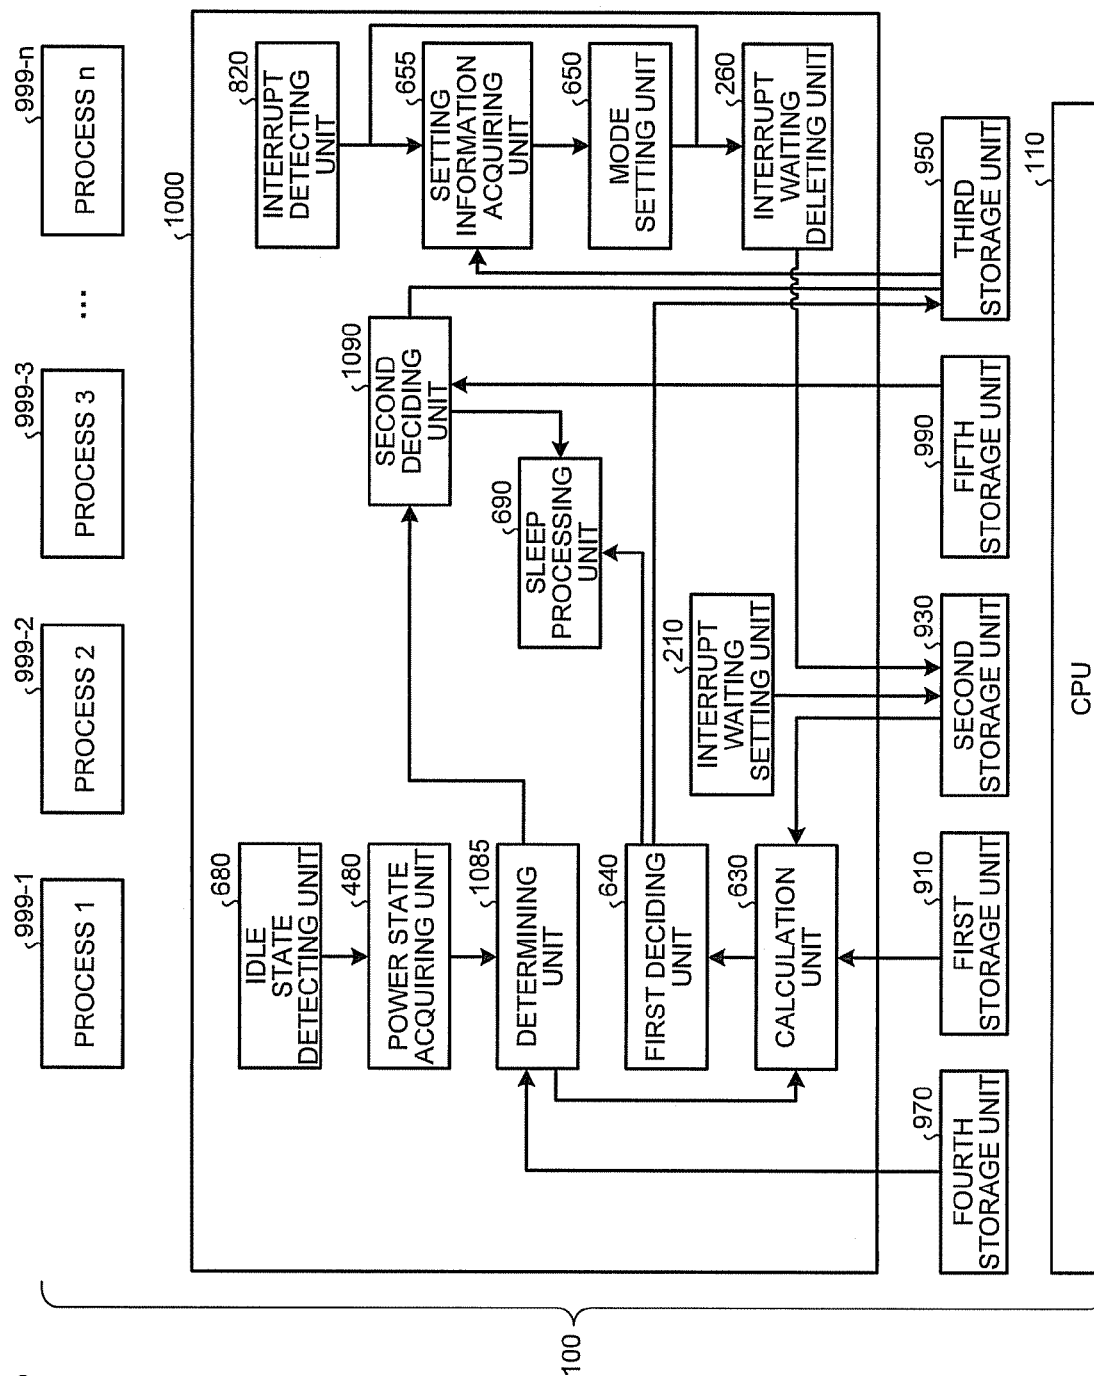 999-1
PROCESS 1
999-2
PROCESS 2
999-3
PROCESS 3
...
999-n
PROCESS n
1000
680
IDLE
STATE
DETECTING UNIT
480
POWER STATE
ACQUIRING UNIT
1085
DETERMINING
UNIT
640
FIRST DECIDING
UNIT
630
CALCULATION
UNIT
210
INTERRUPT
WAITING
SETTING UNIT
690
SLEEP
PROCESSING
UNIT
1090
SECOND
DECIDING
UNIT
820
INTERRUPT
DETECTING
UNIT
655
SETTING
INFORMATION
ACQUIRING
UNIT
650
MODE
SETTING UNIT
260
INTERRUPT
WAITING
DELETING UNIT
970
FOURTH
STORAGE UNIT
910
FIRST
STORAGE UNIT
930
SECOND
STORAGE UNIT
990
FIFTH
STORAGE UNIT
950
THIRD
STORAGE UNIT
110
CPU
100